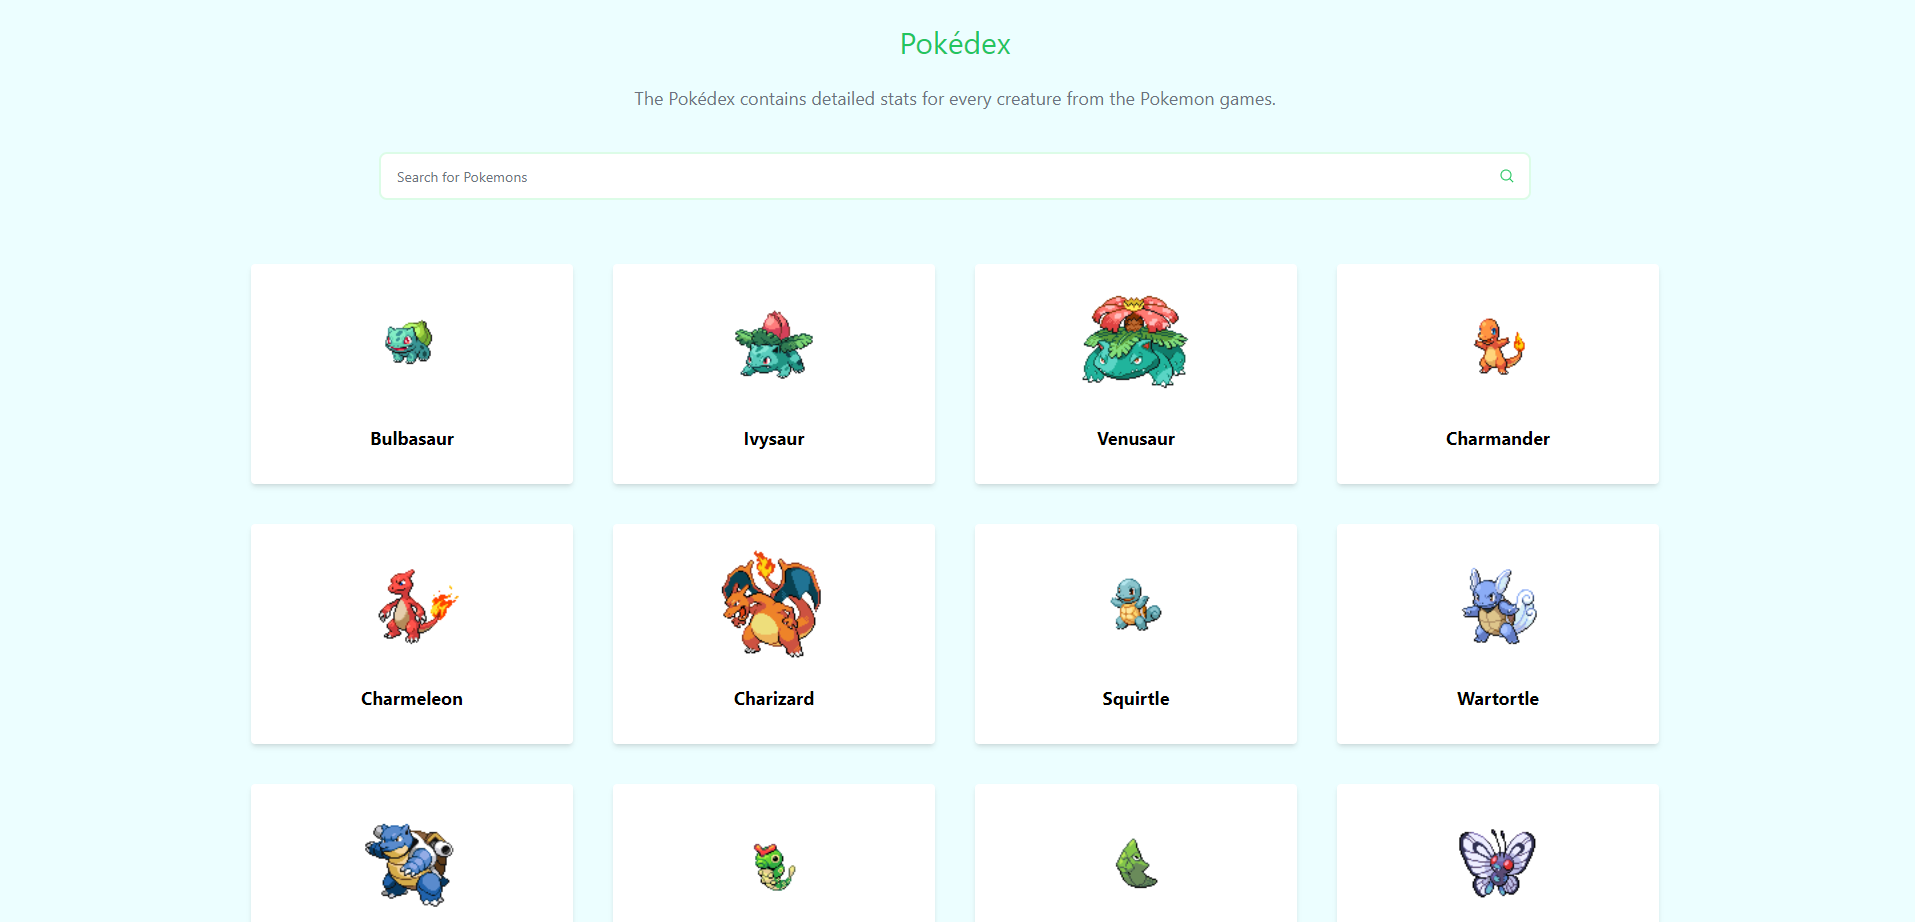 Pokédex
The Pokédex contains detailed stats for every creature from the Pokemon games.
Search for Pokemons
Bulbasaur
Ivysaur
Venusaur
Charmander
Charmeleon
Charizard
Squirtle
Wartortle